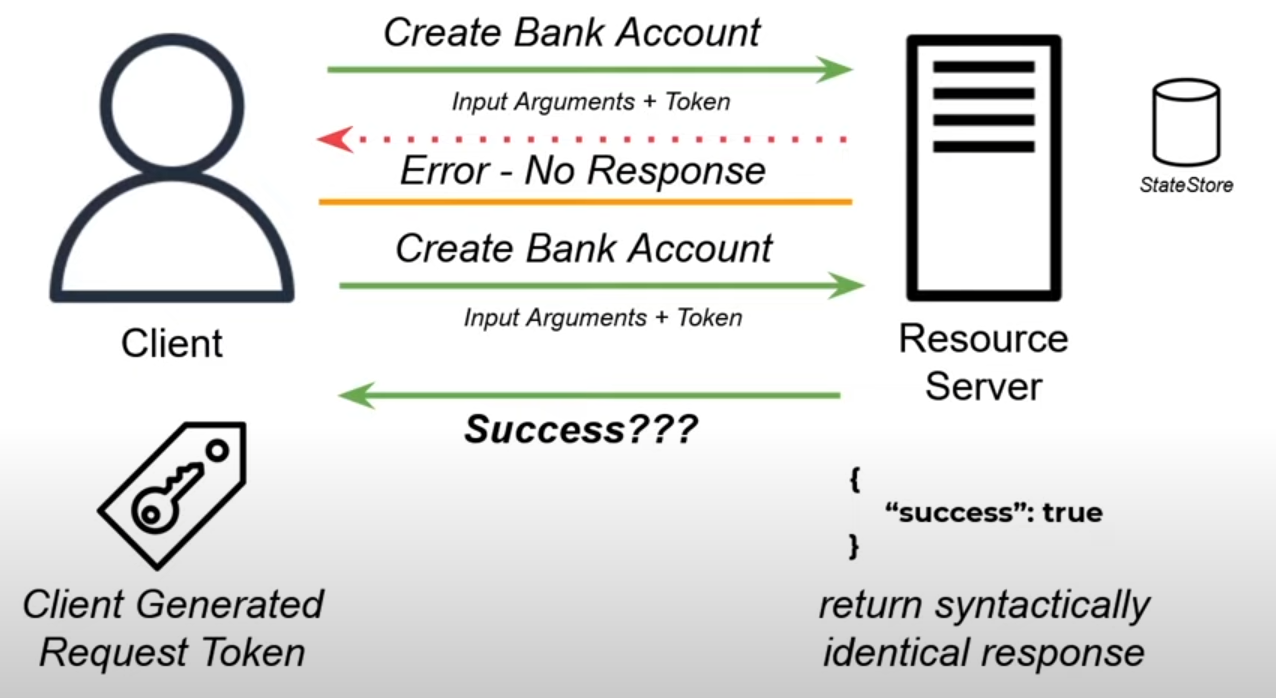 Create Bank Account
Input Arguments + Token
Error - No Response
Create Bank Account
Input Arguments + Token
Success???
StateStore
Client
Resource
Server
{
“success”: true
}
Client Generated
Request Token
return syntactically
identical response